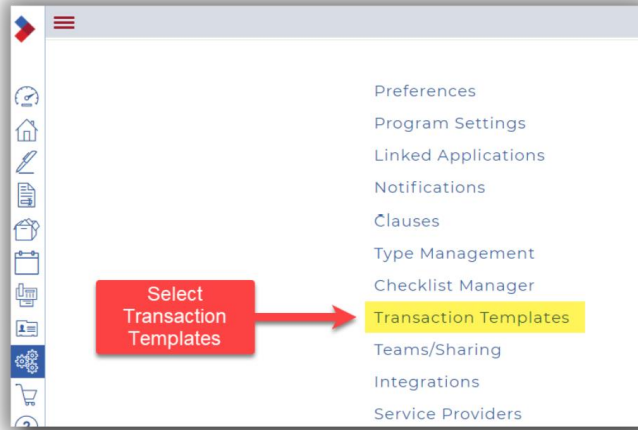 Preferences
Program Settings
Linked Applications
Notifications
Clauses
Type Management
Checklist Manager
Select
Transaction
Templates
Transaction Templates
Teams/Sharing
Integrations
Service Providers
?